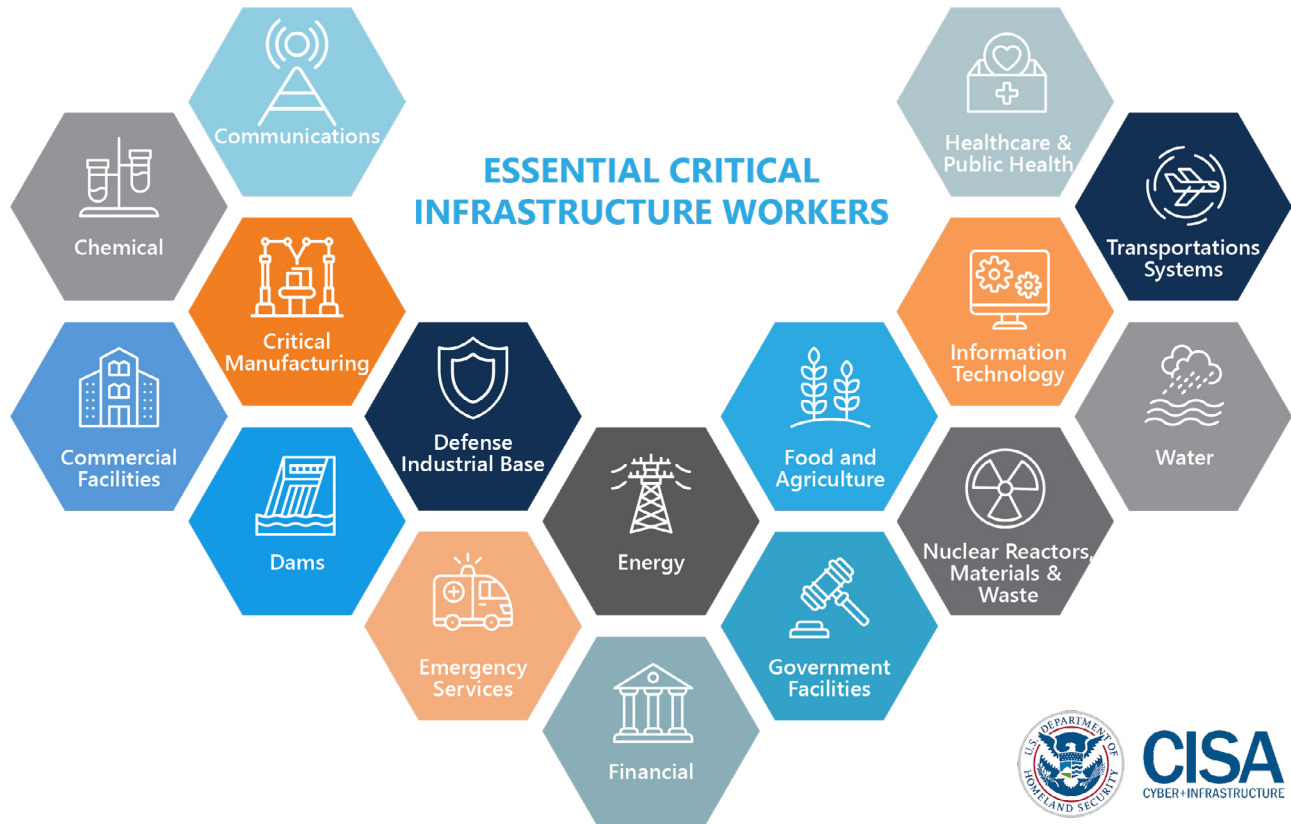 Communications
Healthcare &
Public Health
ESSENTIAL CRITICAL
INFRASTRUCTURE WORKERS
Chemical
Transportations
Systems
Critical
Manufacturing
Information
Technology
Commercial
Facilities
Defense
Industrial Base
Food and
Agriculture
Water
Dams
Energy
Nuclear Reactors,
Materials &
Waste
Emergency
Services
Government
Facilities
Financial
U.S. DEPARTMENT OF
HOMELAND SECURITY
CISA
CYBER+INFRASTRUCTURE